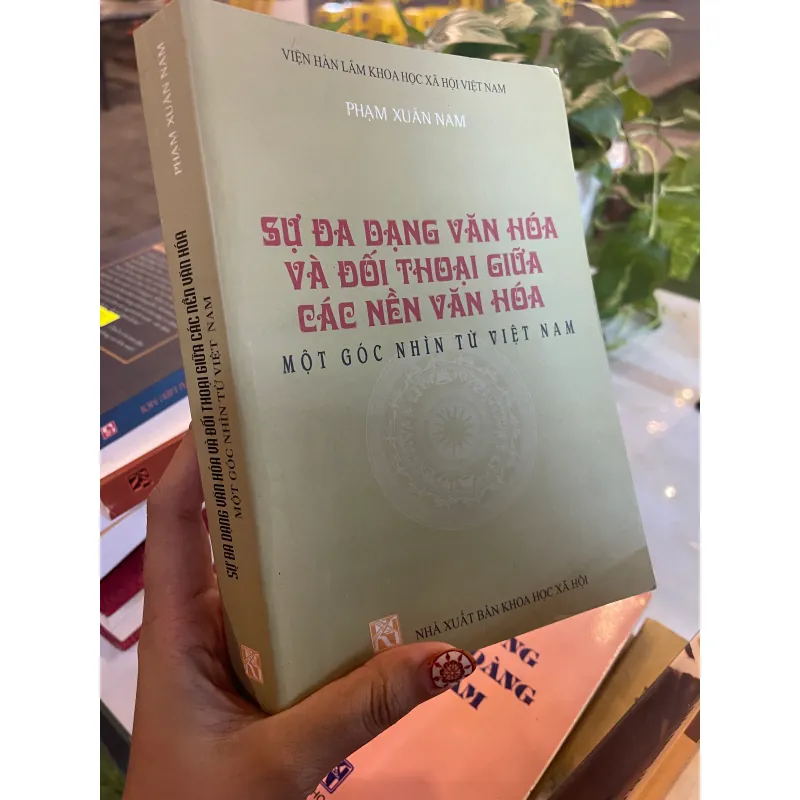 VIỆN HÀN LÂM KHOA HỌC XÃ HỘI VIỆT NAM
PHẠM XUÂN NAM
SỰ ĐA DẠNG VĂN HÓA
VÀ ĐỐI THOẠI GIỮA
CÁC NỀN VĂN HÓA
MỘT GÓC NHÌN TỪ VIỆT NAM
NHÀ XUẤT BẢN KHOA HỌC XÃ HỘI
PHẠM XUÂN NAM
SỰ ĐA DẠNG VĂN HÓA VÀ ĐỐI THOẠI GIỮA CÁC NỀN VĂN HÓA
MỘT GÓC NHÌN TỪ VIỆT NAM